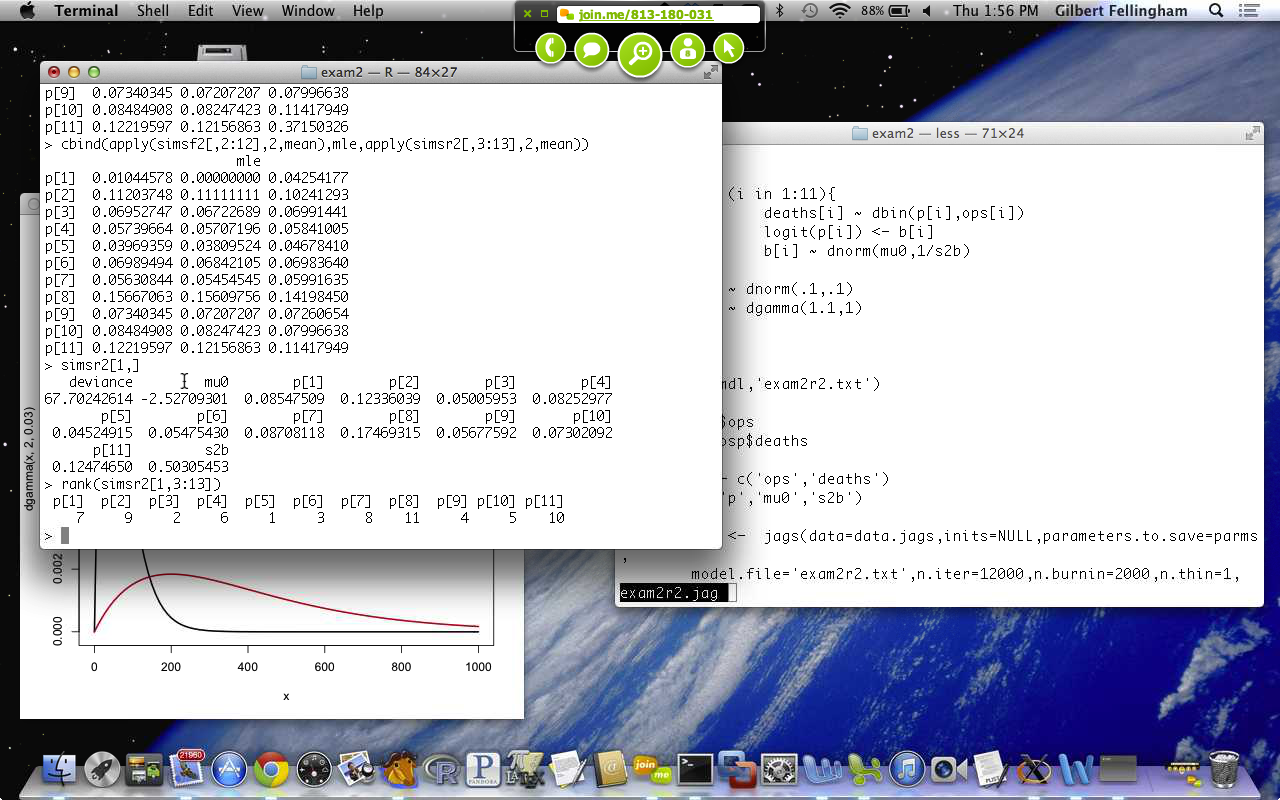 Terminal Shell Edit View Window Help
join.me/813-180-031
88% Thu 1:56 PM Gilbert Fellingham
exam2 — R — 84×27
p[9] 0.07340345 0.07207207 0.07996638
p[10] 0.08484908 0.08247423 0.11417949
p[11] 0.12219597 0.12156863 0.37150326
> cbind(apply(simsf2[,2:12],2,mean),mle,apply(simsr2[,3:13],2,mean))
mle
p[1] 0.01044578 0.00000000 0.04254177
p[2] 0.11203748 0.11111111 0.10241293
p[3] 0.06952747 0.06722689 0.06991441
p[4] 0.05739664 0.05707196 0.05841005
p[5] 0.03969359 0.03809524 0.04678410
p[6] 0.06989494 0.06842105 0.06983640
p[7] 0.05630844 0.05454545 0.05991635
p[8] 0.15667063 0.15609756 0.14198450
p[9] 0.07340345 0.07207207 0.07260654
p[10] 0.08484908 0.08247423 0.07996638
p[11] 0.12219597 0.12156863 0.11417949
> simsr2[1,]
deviance mu0 p[1] p[2] p[3] p[4]
67.70242614 -2.52709301 0.08547509 0.12336039 0.05005953 0.08252977
p[5] p[6] p[7] p[8] p[9] p[10]
0.04524915 0.05475430 0.08708118 0.17469315 0.05677592 0.07302092
p[11] s2b
0.12474650 0.50305453
> rank(simsr2[1,3:13])
p[1] p[2] p[3] p[4] p[5] p[6] p[7] p[8] p[9] p[10] p[11]
7 9 2 6 1 3 8 11 4 5 10
>
exam2 — less — 71×24
(i in 1:11){
deaths[i] ~ dbin(p[i],ops[i])
logit(p[i]) <- b[i]
b[i] ~ dnorm(mu0,1/s2b)
~ dnorm(.1,.1)
~ dgamma(1.1,1)
mdl,'exam2r2.txt')
$ops
osp$deaths
- c('ops','deaths')
'p','mu0','s2b')
<- jags(data=data.jags,inits=NULL,parameters.to.save=parms
,
model.file='exam2r2.txt',n.iter=12000,n.burnin=2000,n.thin=1,
exam2r2.jag
dgamma(x, 2, 0.03)
0.002
0.000
0 200 400 600 800 1000
x
21960
PANDORA
join me